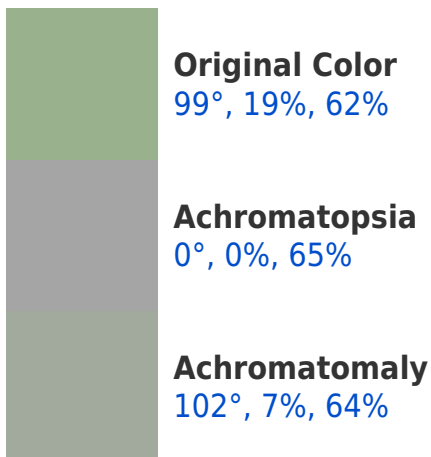 Original Color
99°, 19%, 62%
Achromatopsia
0°, 0%, 65%
Achromatomaly
102°, 7%, 64%